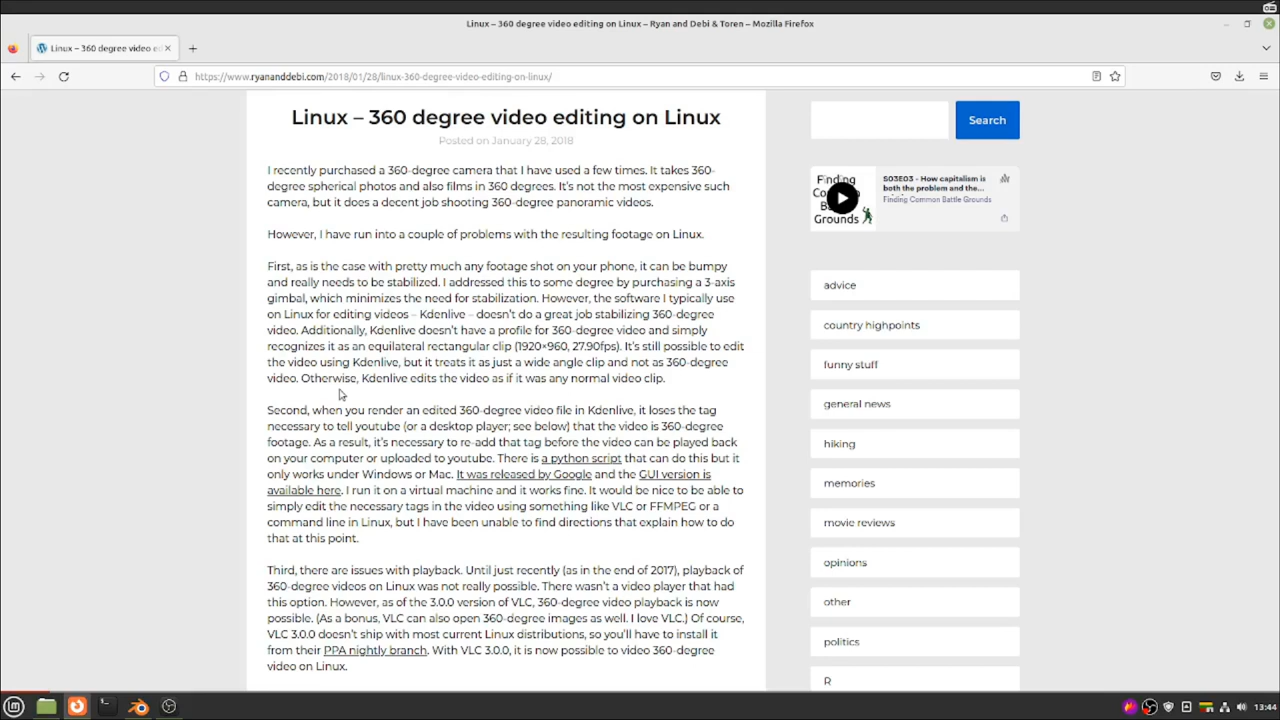 Linux – 360 degree video editing on Linux – Ryan and Debi & Toren – Mozilla Firefox
Linux – 360 degree video ed
https://www.ryananddebi.com/2018/01/28/linux-360-degree-video-editing-on-linux/
Linux – 360 degree video editing on Linux
Posted on January 28, 2018
I recently purchased a 360-degree camera that I have used a few times. It takes 360-
degree spherical photos and also films in 360 degrees. It's not the most expensive such
camera, but it does a decent job shooting 360-degree panoramic videos.
However, I have run into a couple of problems with the resulting footage on Linux.
First, as is the case with pretty much any footage shot on your phone, it can be bumpy
and really needs to be stabilized. I addressed this to some degree by purchasing a 3-axis
gimbal, which minimizes the need for stabilization. However, the software I typically use
on Linux for editing videos – Kdenlive – doesn't do a great job stabilizing 360-degree
video. Additionally, Kdenlive doesn't have a profile for 360-degree video and simply
recognizes it as an equilateral rectangular clip (1920×960, 27.90fps). It's still possible to edit
the video using Kdenlive, but it treats it as just a wide angle clip and not as 360-degree
video. Otherwise, Kdenlive edits the video as if it was any normal video clip.
Second, when you render an edited 360-degree video file in Kdenlive, it loses the tag
necessary to tell youtube (or a desktop player; see below) that the video is 360-degree
footage. As a result, it's necessary to re-add that tag before the video can be played back
on your computer or uploaded to youtube. There is a python script that can do this but it
only works under Windows or Mac. It was released by Google and the GUI version is
available here. I run it on a virtual machine and it works fine. It would be nice to be able to
simply edit the necessary tags in the video using something like VLC or FFMPEG or a
command line in Linux, but I have been unable to find directions that explain how to do
that at this point.
Third, there are issues with playback. Until just recently (as in the end of 2017), playback of
360-degree videos on Linux was not really possible. There wasn't a video player that had
this option. However, as of the 3.0.0 version of VLC, 360-degree video playback is now
possible. (As a bonus, VLC can also open 360-degree images as well. I love VLC.) Of course,
VLC 3.0.0 doesn't ship with most current Linux distributions, so you'll have to install it
from their PPA nightly branch. With VLC 3.0.0, it is now possible to video 360-degree
video on Linux.
Search
Finding
Common
Battle
Grounds
S03E03 - How capitalism is
both the problem and the...
Finding Common Battle Grounds
advice
country highpoints
funny stuff
general news
hiking
memories
movie reviews
opinions
other
politics
R
13:44